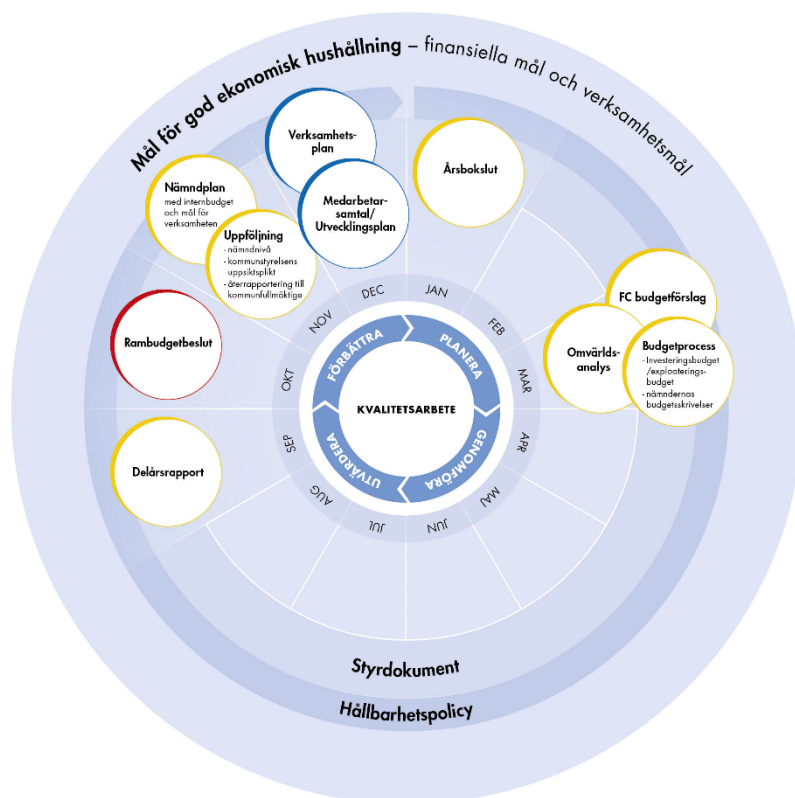 Mål för god ekonomisk hushållning – finansiella mål och verksamhetsmål
Verksamhets-
plan
Årsbokslut
Medarbetar-
samtal/
Utvecklingsplan
Nämndplan
med internbudget
och mål för
verksamheten
Uppföljning
- nämndnivå
- kommunstyrelsens
uppsiktsplikt
- återrapportering till
kommunfullmäktige
Rambudgetbeslut
Delårsrapport
FC budgetförslag
Omvärlds-
analys
Budgetprocess
- Investeringsbudget
/exploaterings-
budget
- nämndernas
budgetsskrivelser
JAN
FEB
MAR
APR
MAJ
JUN
JUL
AUG
SEP
OKT
NOV
DEC
PLANERA
GENOMFÖRA
UTVÄRDERA
FÖRBÄTTRA
KVALITETSARBETE
Styrdokument
Hållbarhetspolicy